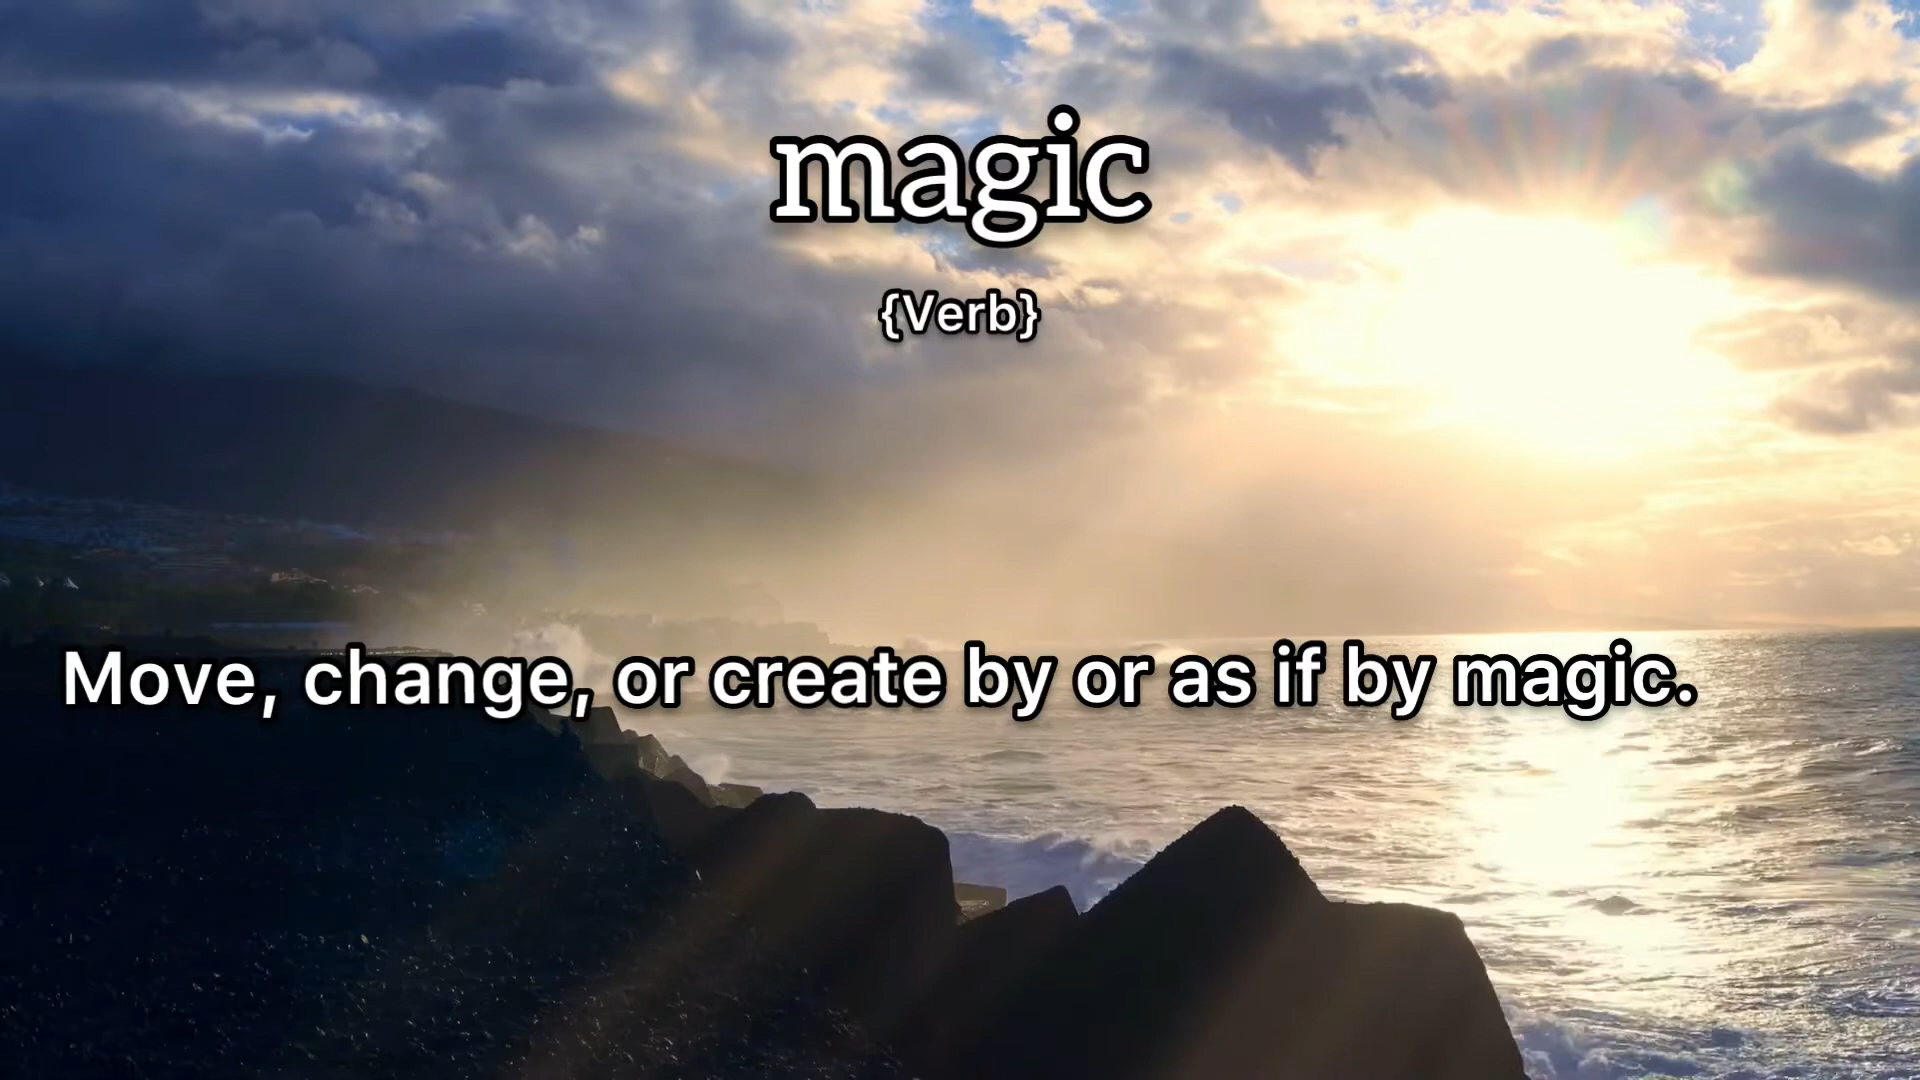 magic
{Verb}
Move, change, or create by or as if by magic.